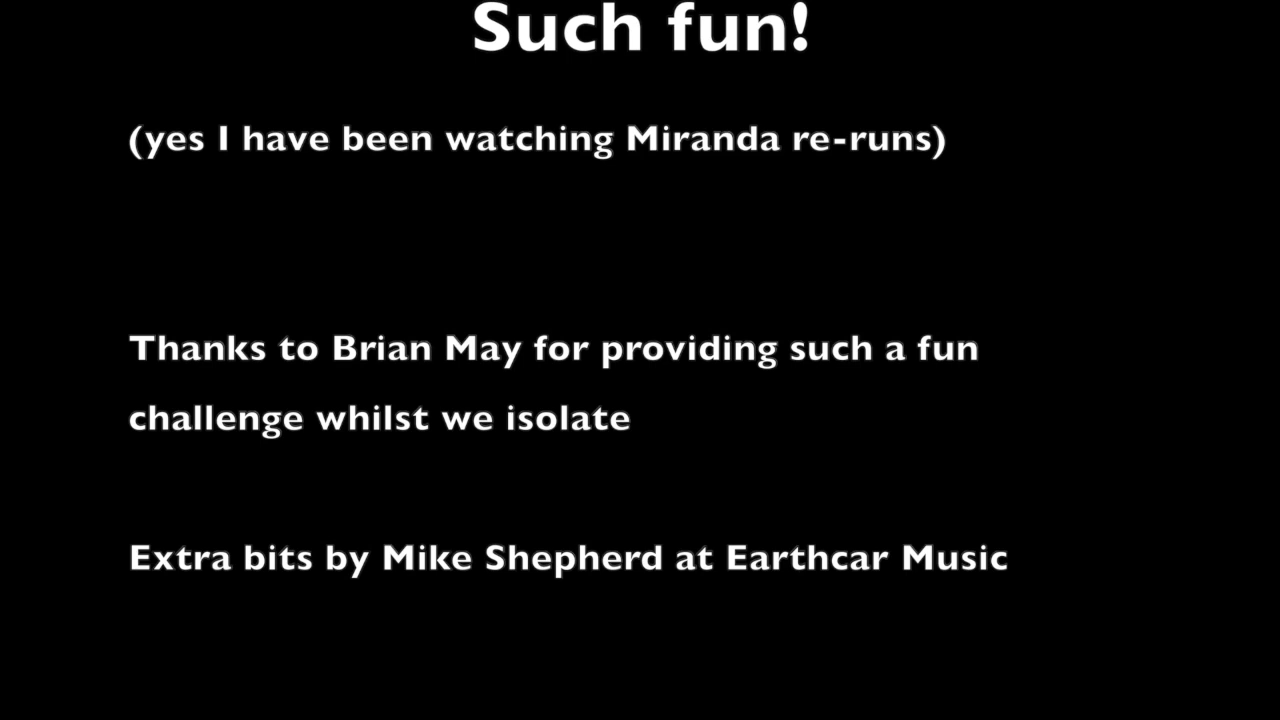 Such fun!
(yes I have been watching Miranda re-runs)
Thanks to Brian May for providing such a fun
challenge whilst we isolate
Extra bits by Mike Shepherd at Earthcar Music